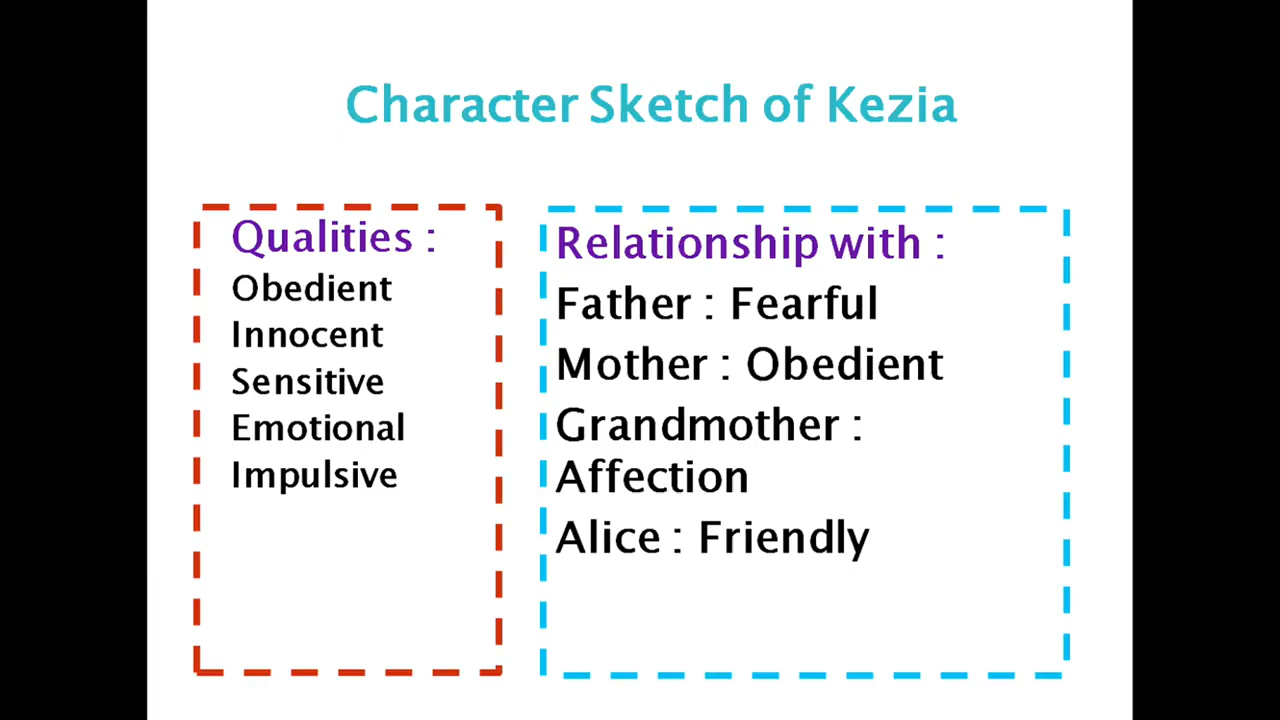 Character Sketch of Kezia
Qualities :
Obedient
Innocent
Sensitive
Emotional
Impulsive
Relationship with :
Father : Fearful
Mother : Obedient
Grandmother :
Affection
Alice : Friendly